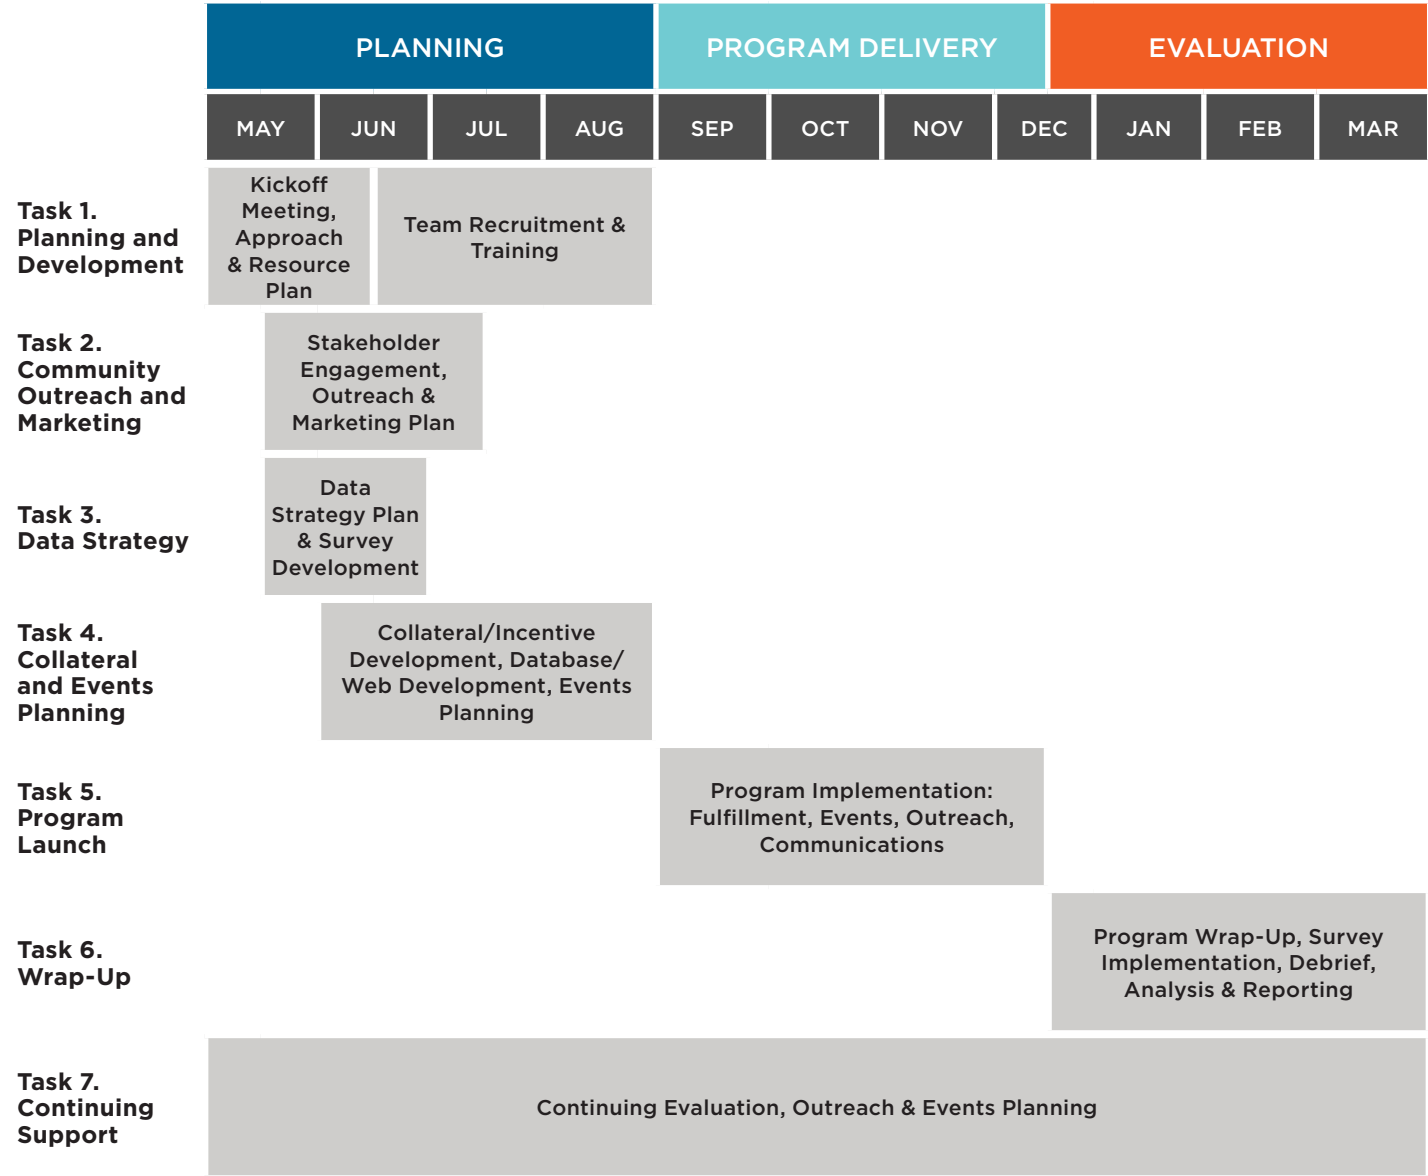 PLANNING
PROGRAM DELIVERY
EVALUATION
MAY
JUN
JUL
AUG
SEP
OCT
NOV
DEC
JAN
FEB
MAR
Task 1.
Planning and
Development
Kickoff
Meeting,
Approach
& Resource
Plan
Team Recruitment &
Training
Task 2.
Community
Outreach and
Marketing
Stakeholder
Engagement,
Outreach &
Marketing Plan
Task 3.
Data Strategy
Data
Strategy Plan
& Survey
Development
Task 4.
Collateral
and Events
Planning
Collateral/Incentive
Development, Database/
Web Development, Events
Planning
Task 5.
Program
Launch
Program Implementation:
Fulfillment, Events, Outreach,
Communications
Task 6.
Wrap-Up
Program Wrap-Up, Survey
Implementation, Debrief,
Analysis & Reporting
Task 7.
Continuing
Support
Continuing Evaluation, Outreach & Events Planning